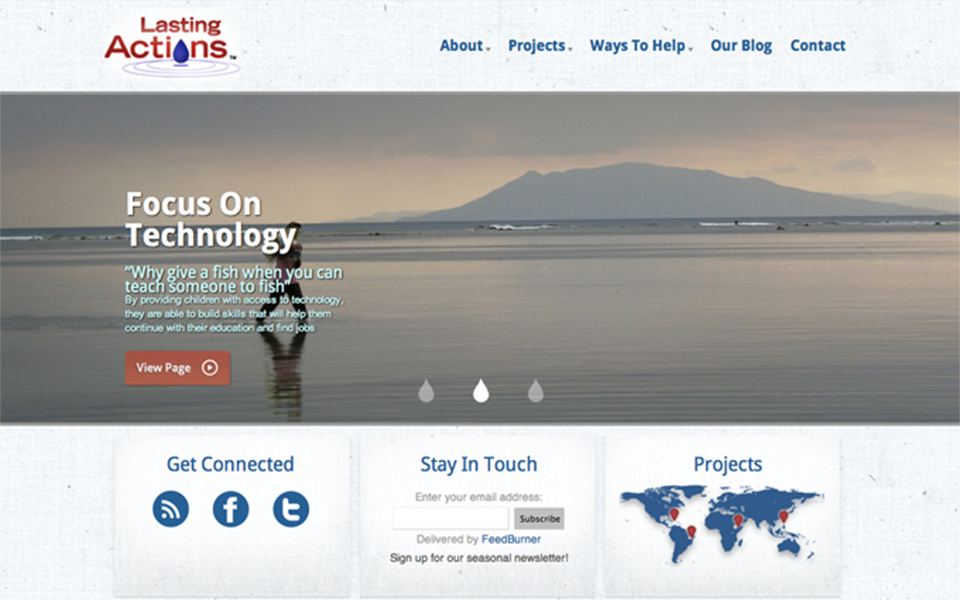 Lasting
Actions™
About
Projects
Ways To Help
Our Blog
Contact
Focus On
Technology
“Why give a fish when you can
teach someone to fish”
By providing children with access to technology,
they are able to build skills that will help them
continue with their education and find jobs
View Page
Get Connected
Stay In Touch
Enter your email address:
Subscribe
Delivered by FeedBurner
Sign up for our seasonal newsletter!
Projects